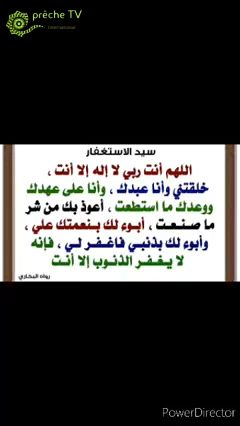 prêche TV
International
سيد الاستغفار
اللهم أنت ربي لا إله إلا أنت ،
خلقتني وأنا عبدك ، وأنا على عهدك
ووعدك ما استطعت ، أعوذ بك من شر
ما صنعت ، أبوء لك بنعمتك علي ،
وأبوء لك بذنبي فاغفر لي ، فإنه
لا يغفر الذنوب إلا أنت
رواه البخاري
PowerDirector